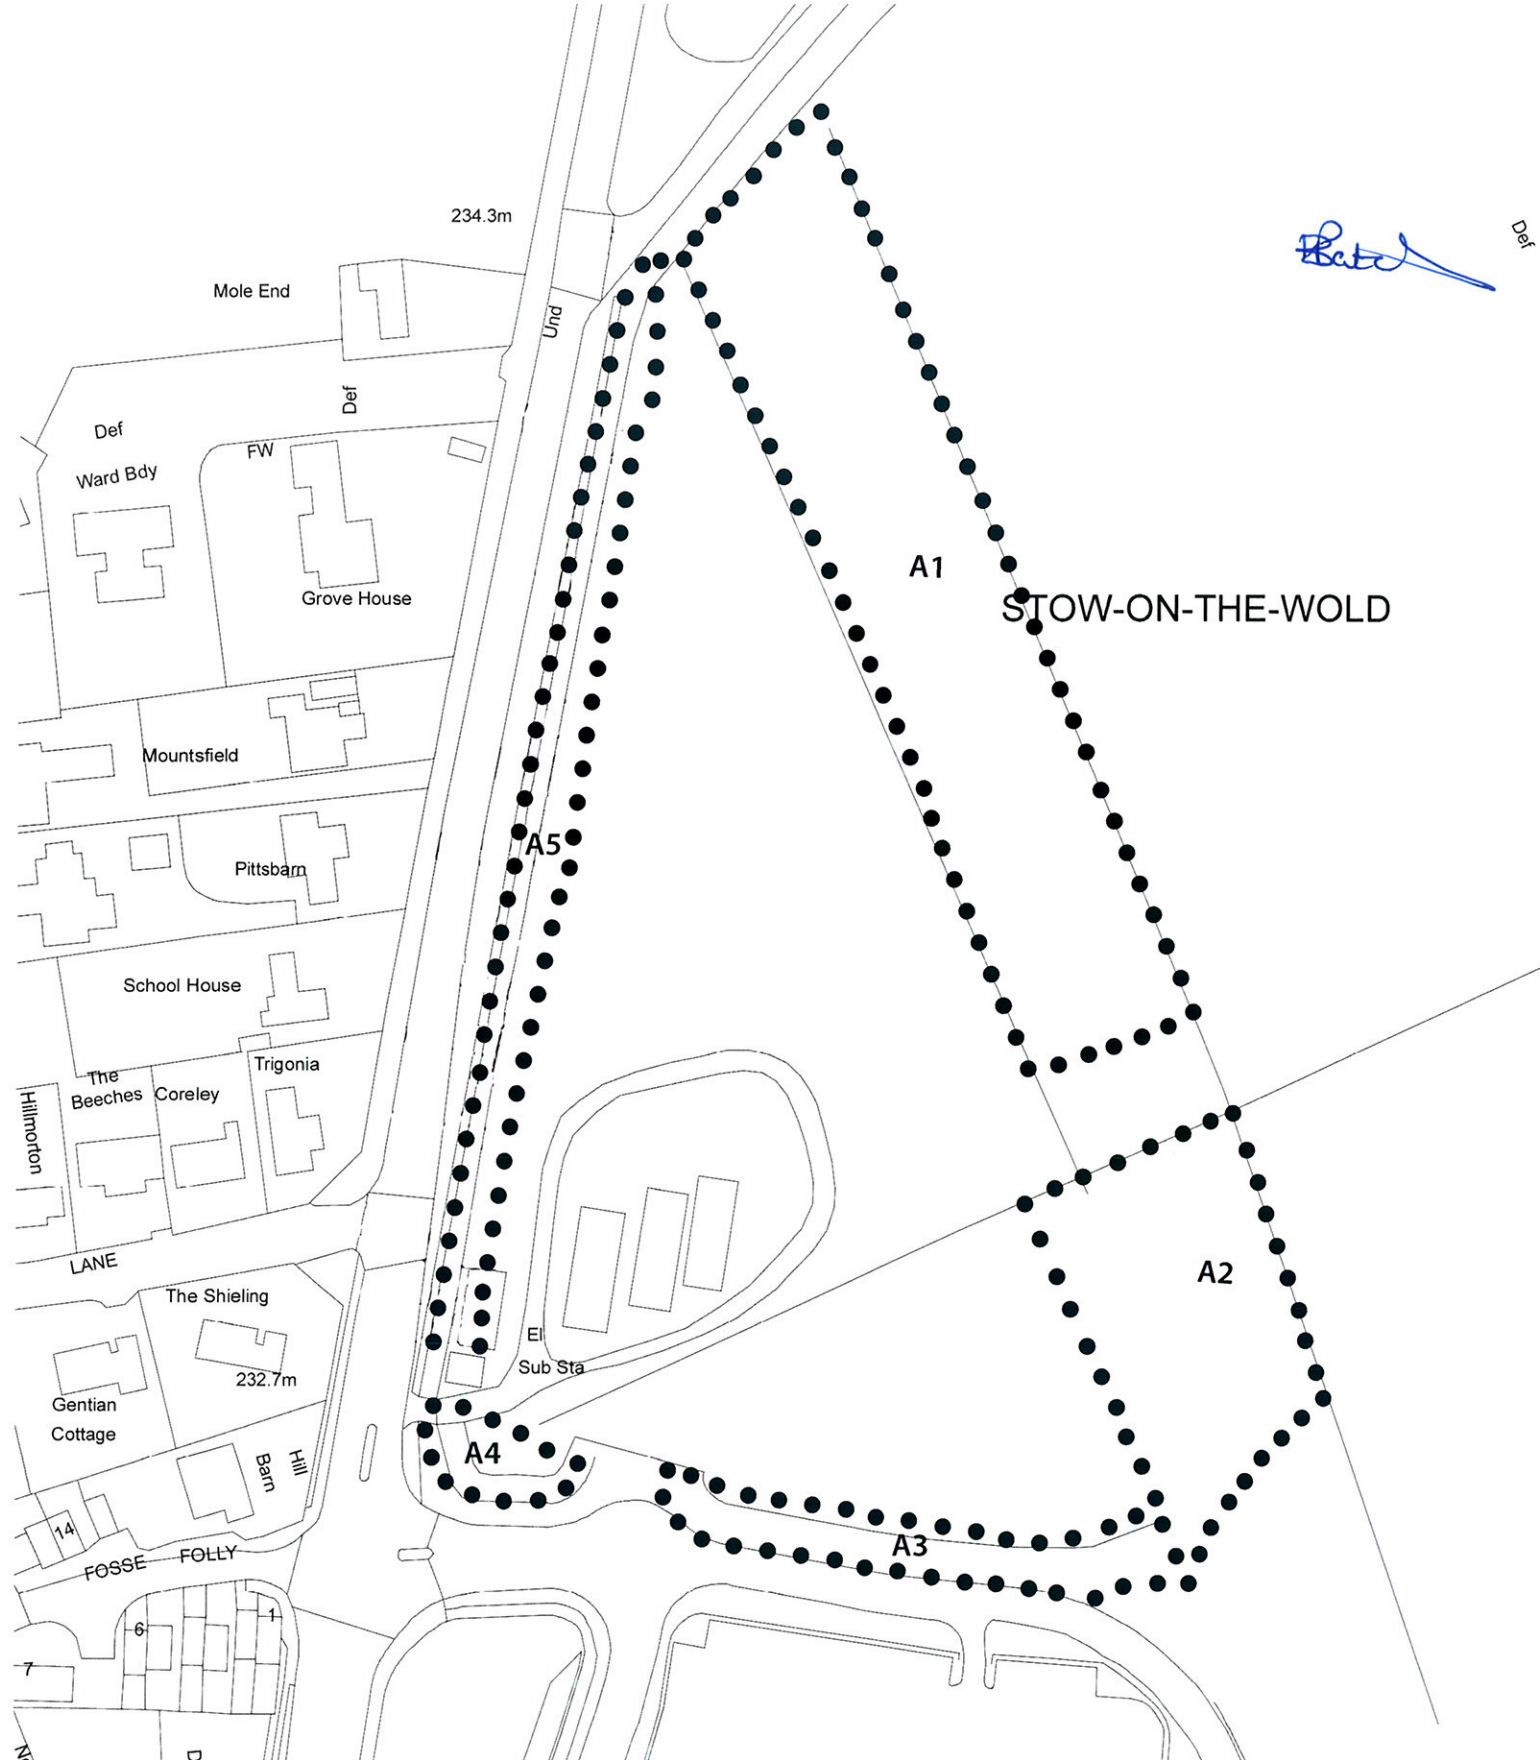 234.3m
Mole End
Und
Def
Def
Def
FW
Ward Bdy
A1
Grove House
STOW-ON-THE-WOLD
Mountsfield
A5
Pittsbarn
School House
Trigonia
The
Beeches
Coreley
Hillmorton
LANE
A2
The Shieling
El
Sub Sta
232.7m
Gentian
Cottage
A4
Hill
Barn
14
A3
FOSSE FOLLY
1
6
7
D